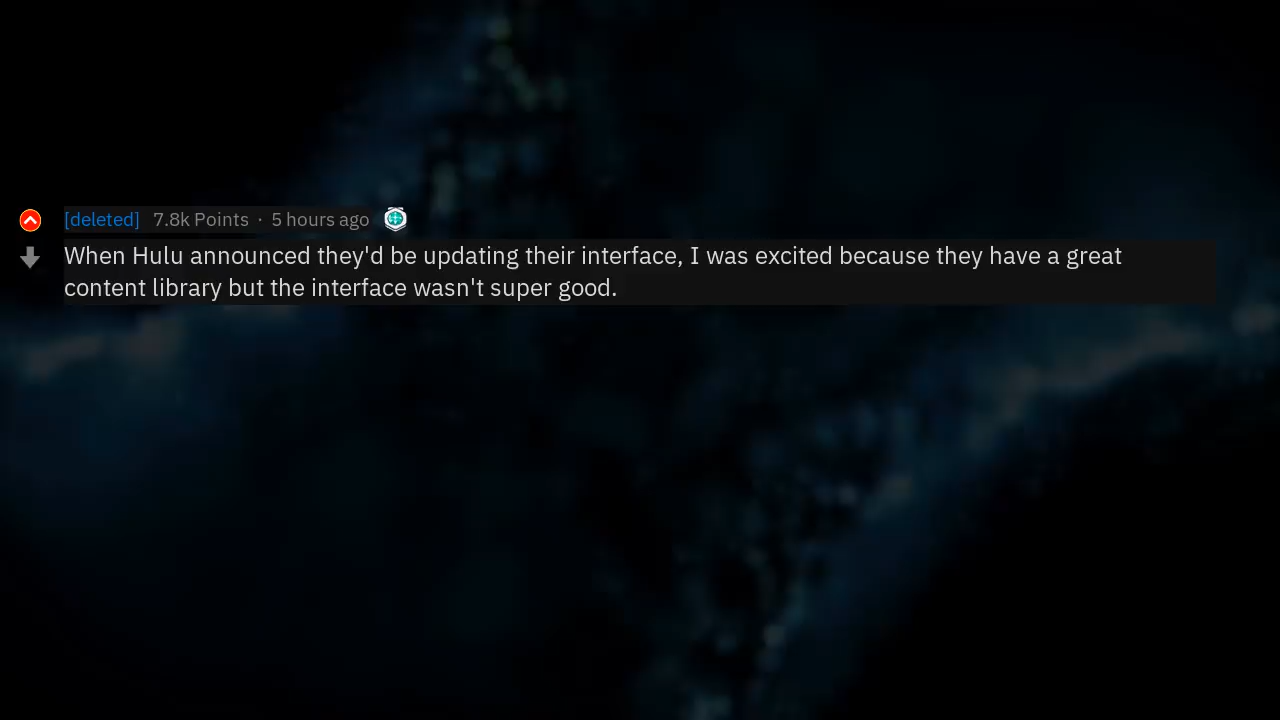 [deleted] 7.8k Points · 5 hours ago
When Hulu announced they'd be updating their interface, I was excited because they have a great
content library but the interface wasn't super good.